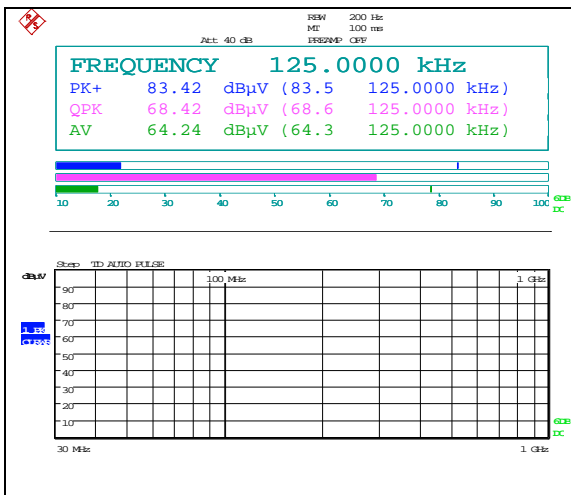 RBW 200 Hz
MT 100 ms
Att 40 dB PREAMP OFF
FREQUENCY 125.0000 kHz
PK+ 83.42 dBµV (83.5 125.0000 kHz)
QPK 68.42 dBµV (68.6 125.0000 kHz)
AV 64.24 dBµV (64.3 125.0000 kHz)
10 20 30 40 50 60 70 80 90 100
6DB
DC
Step TD AUTO PULSE
dBµV 100 MHz 1 GHz
90
80
70
1 PK
CLRWR
60
50
40
30
20
10
6DB
DC
30 MHz 1 GHz